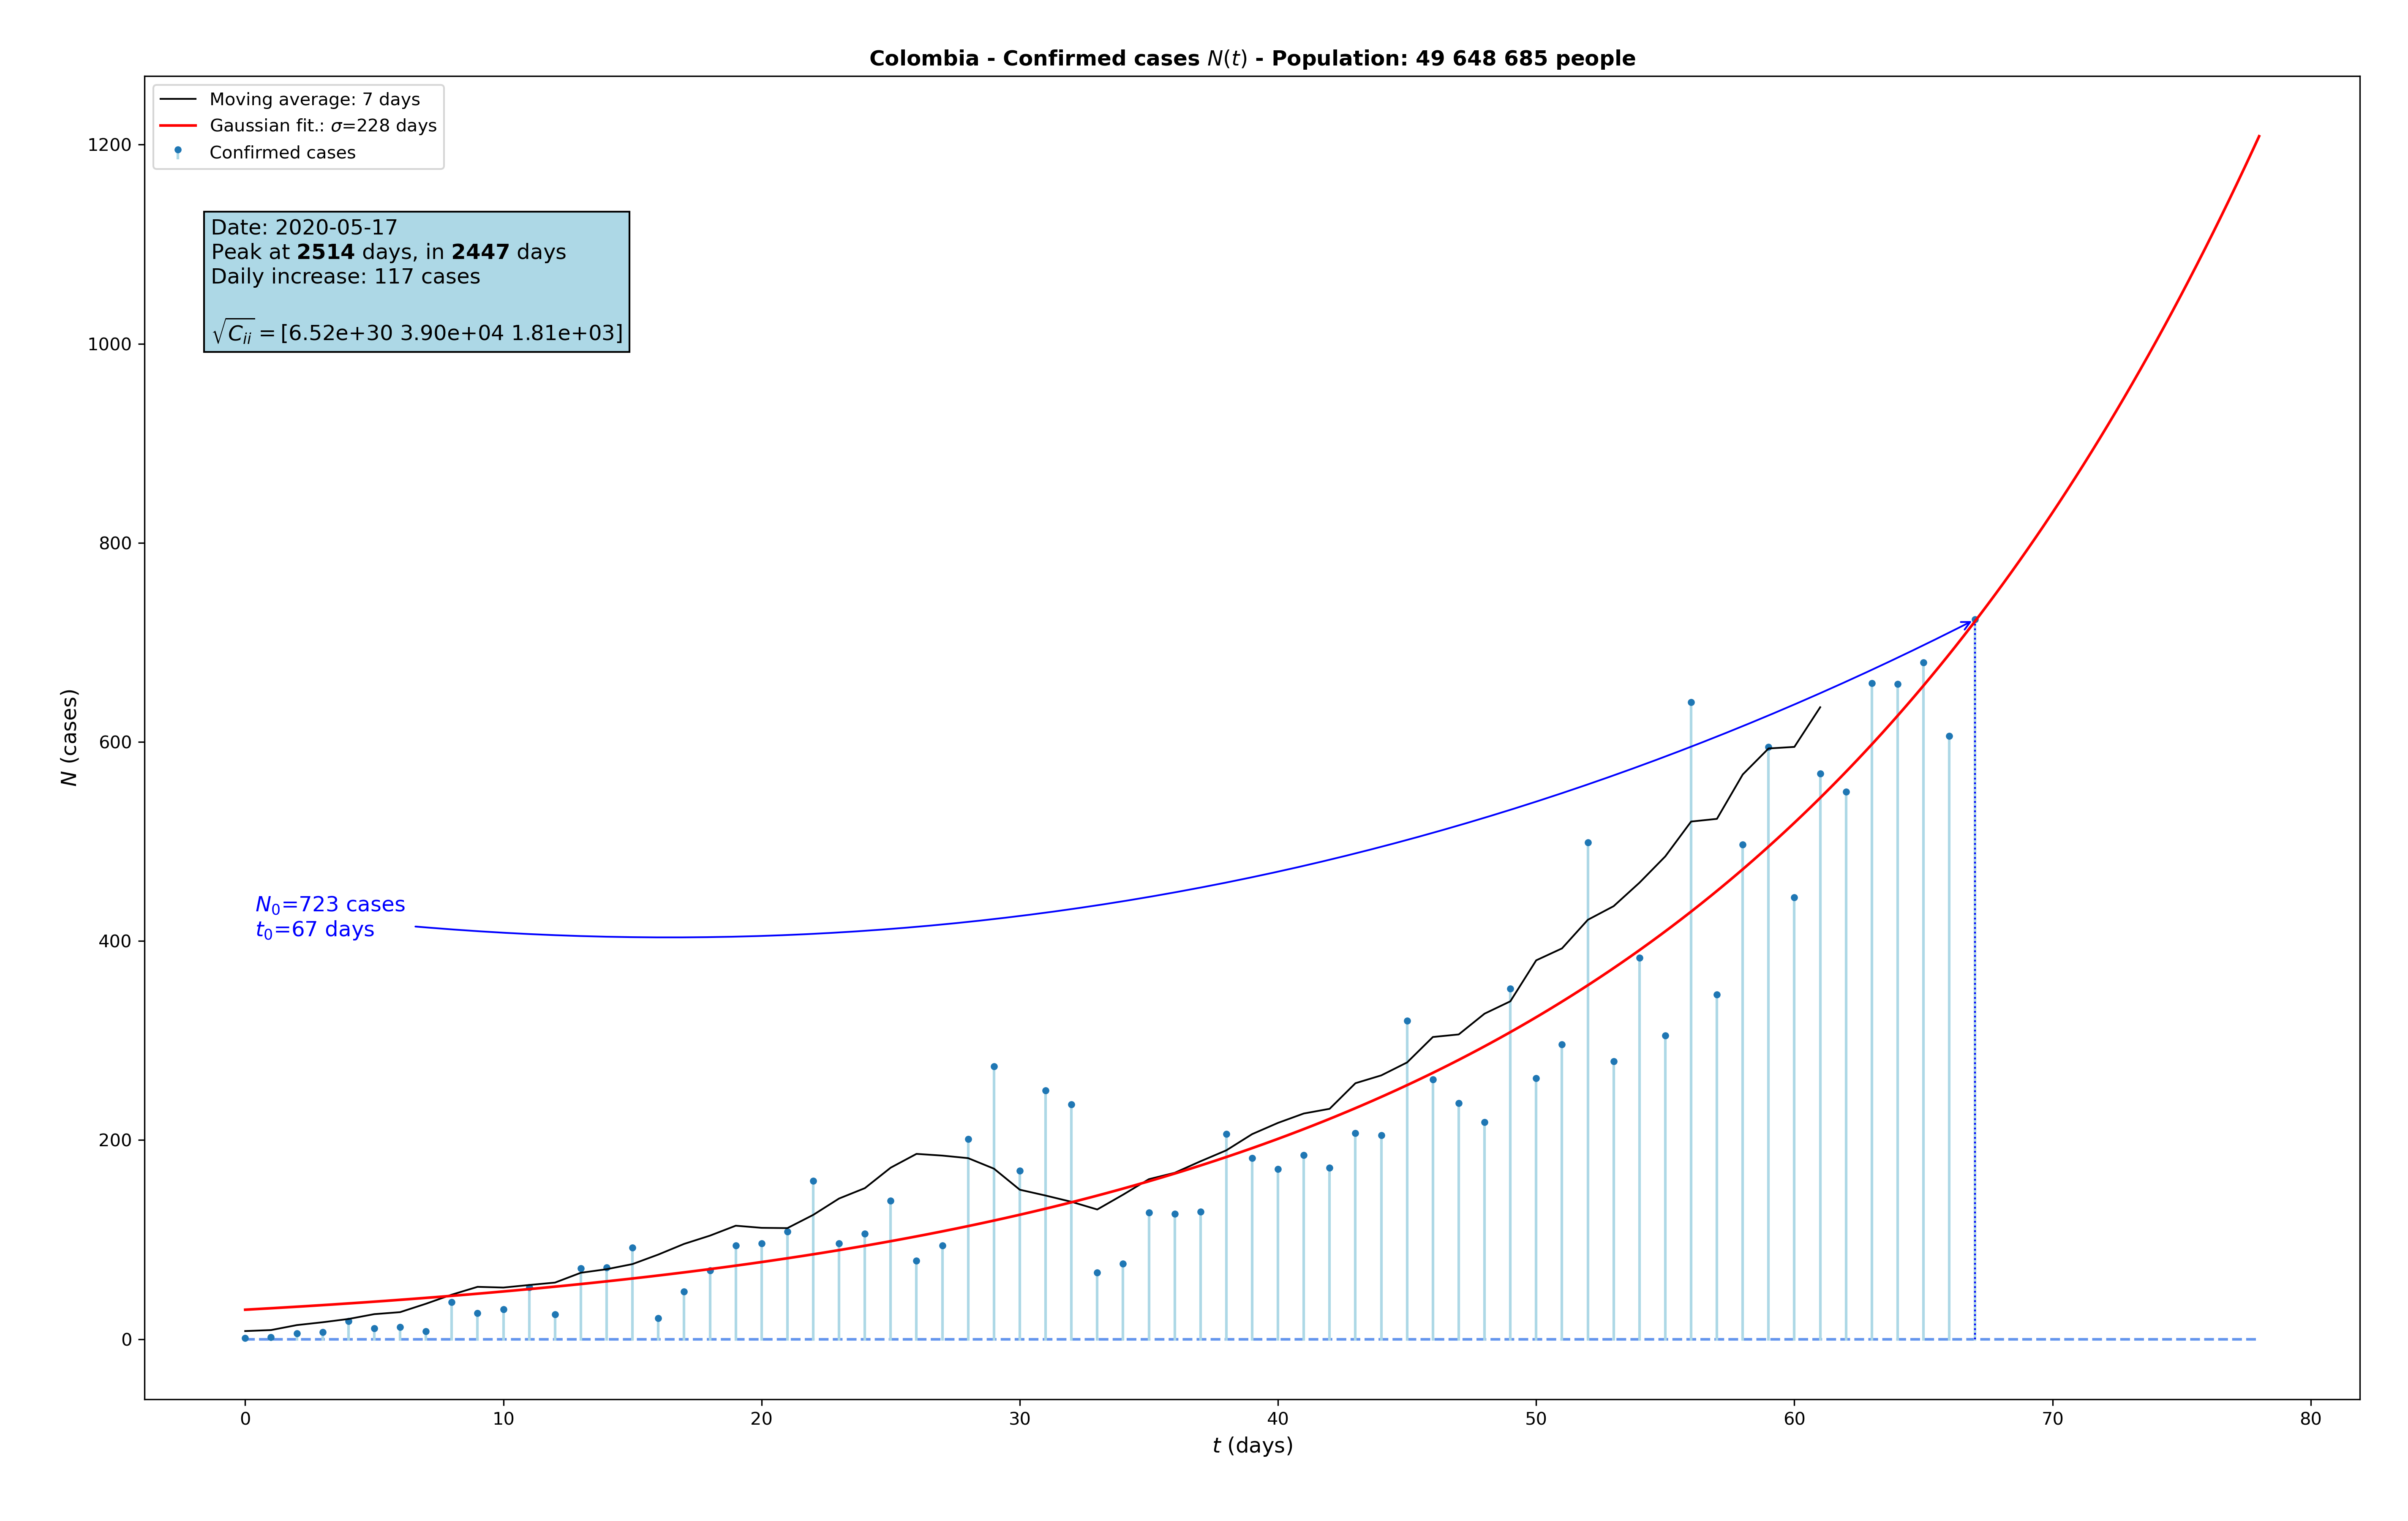 Colombia - Confirmed cases N(t) - Population: 49 648 685 people
Moving average: 7 days
Gaussian fit.: σ=228 days
Confirmed cases
Date: 2020-05-17
Peak at 2514 days, in 2447 days
Daily increase: 117 cases
√Cii = [6.52e+30 3.90e+04 1.81e+03]
N0=723 cases
t0=67 days
N (cases)
1200
1000
800
600
400
200
0
0 10 20 30 40 50 60 70 80
t (days)